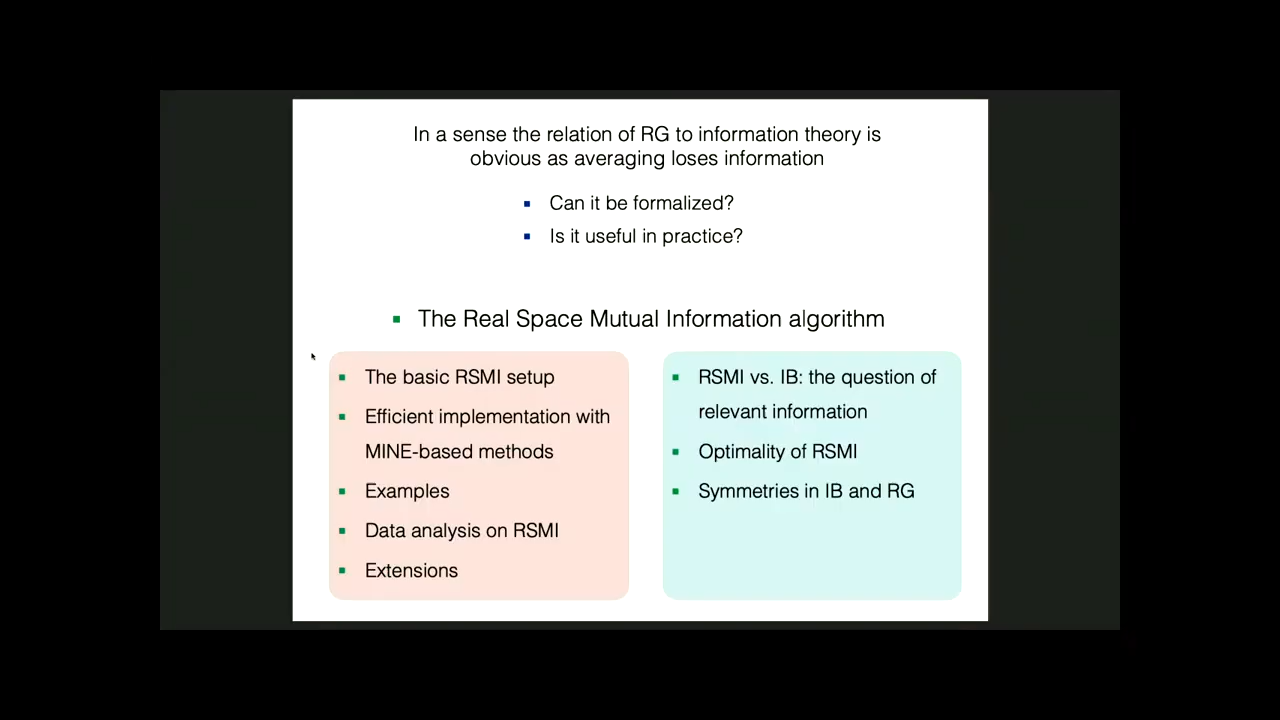 In a sense the relation of RG to information theory is
obvious as averaging loses information
▪ Can it be formalized?
▪ Is it useful in practice?
▪ The Real Space Mutual Information algorithm
▪ The basic RSMI setup
▪ Efficient implementation with
MINE-based methods
▪ Examples
▪ Data analysis on RSMI
▪ Extensions
▪ RSMI vs. IB: the question of
relevant information
▪ Optimality of RSMI
▪ Symmetries in IB and RG